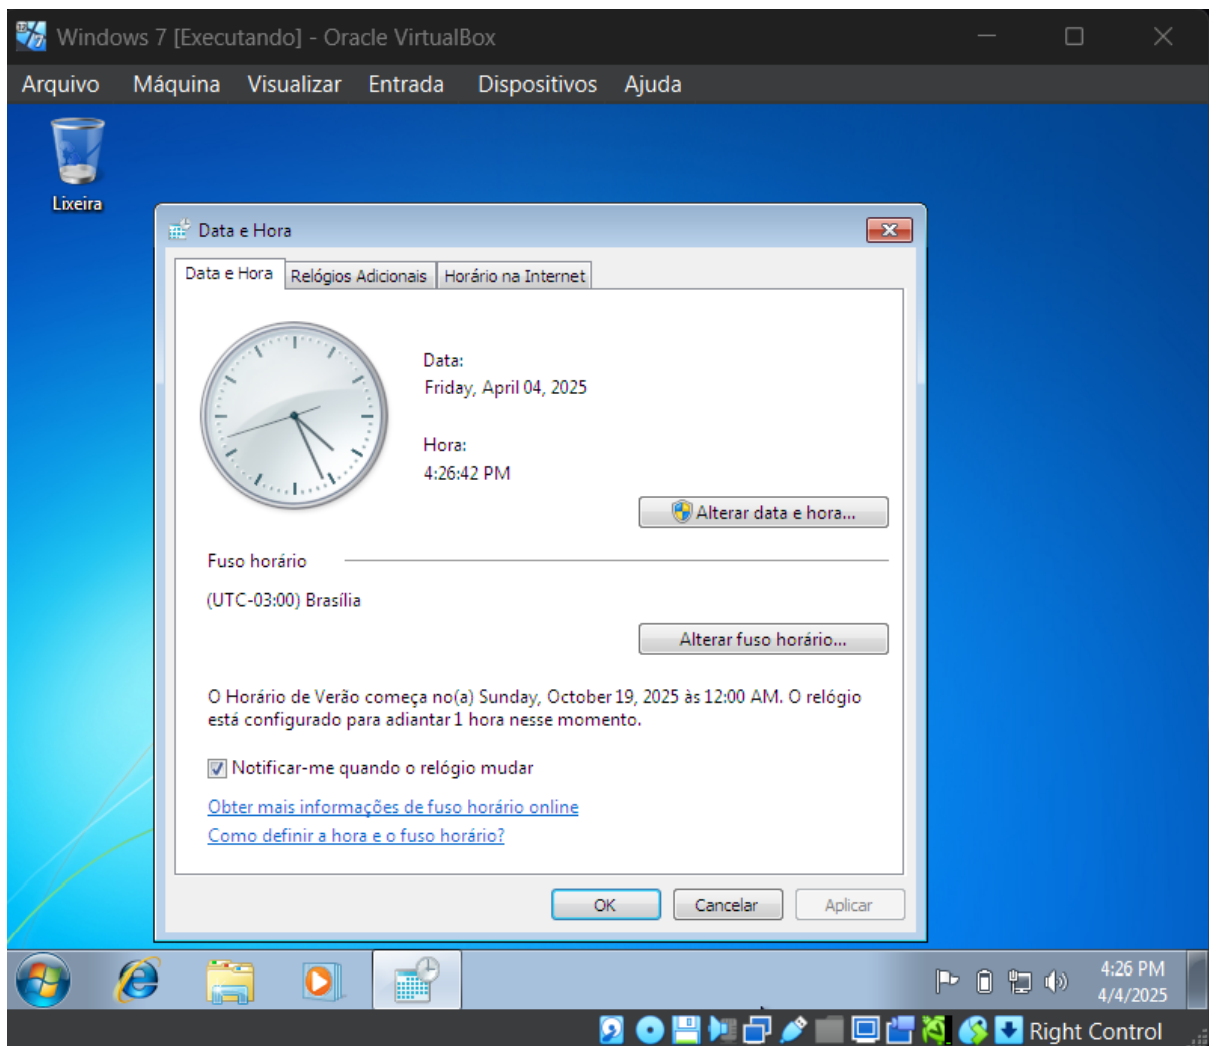 Windows 7 [Executando] - Oracle VirtualBox
Arquivo Máquina Visualizar Entrada Dispositivos Ajuda
Lixeira
Data e Hora
Data e Hora Relógios Adicionais Horário na Internet
Data:
Friday, April 04, 2025
Hora:
4:26:42 PM
Alterar data e hora...
Fuso horário
(UTC-03:00) Brasília
Alterar fuso horário...
O Horário de Verão começa no(a) Sunday, October 19, 2025 às 12:00 AM. O relógio
está configurado para adiantar 1 hora nesse momento.
Notificar-me quando o relógio mudar
Obter mais informações de fuso horário online
Como definir a hora e o fuso horário?
OK Cancelar Aplicar
4:26 PM
4/4/2025
Right Control